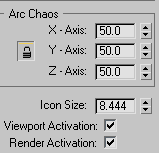 Arc Chaos
X - Axis: 50.0
Y - Axis: 50.0
Z - Axis: 50.0
Icon Size: 8.444
Viewport Activation:
Render Activation: